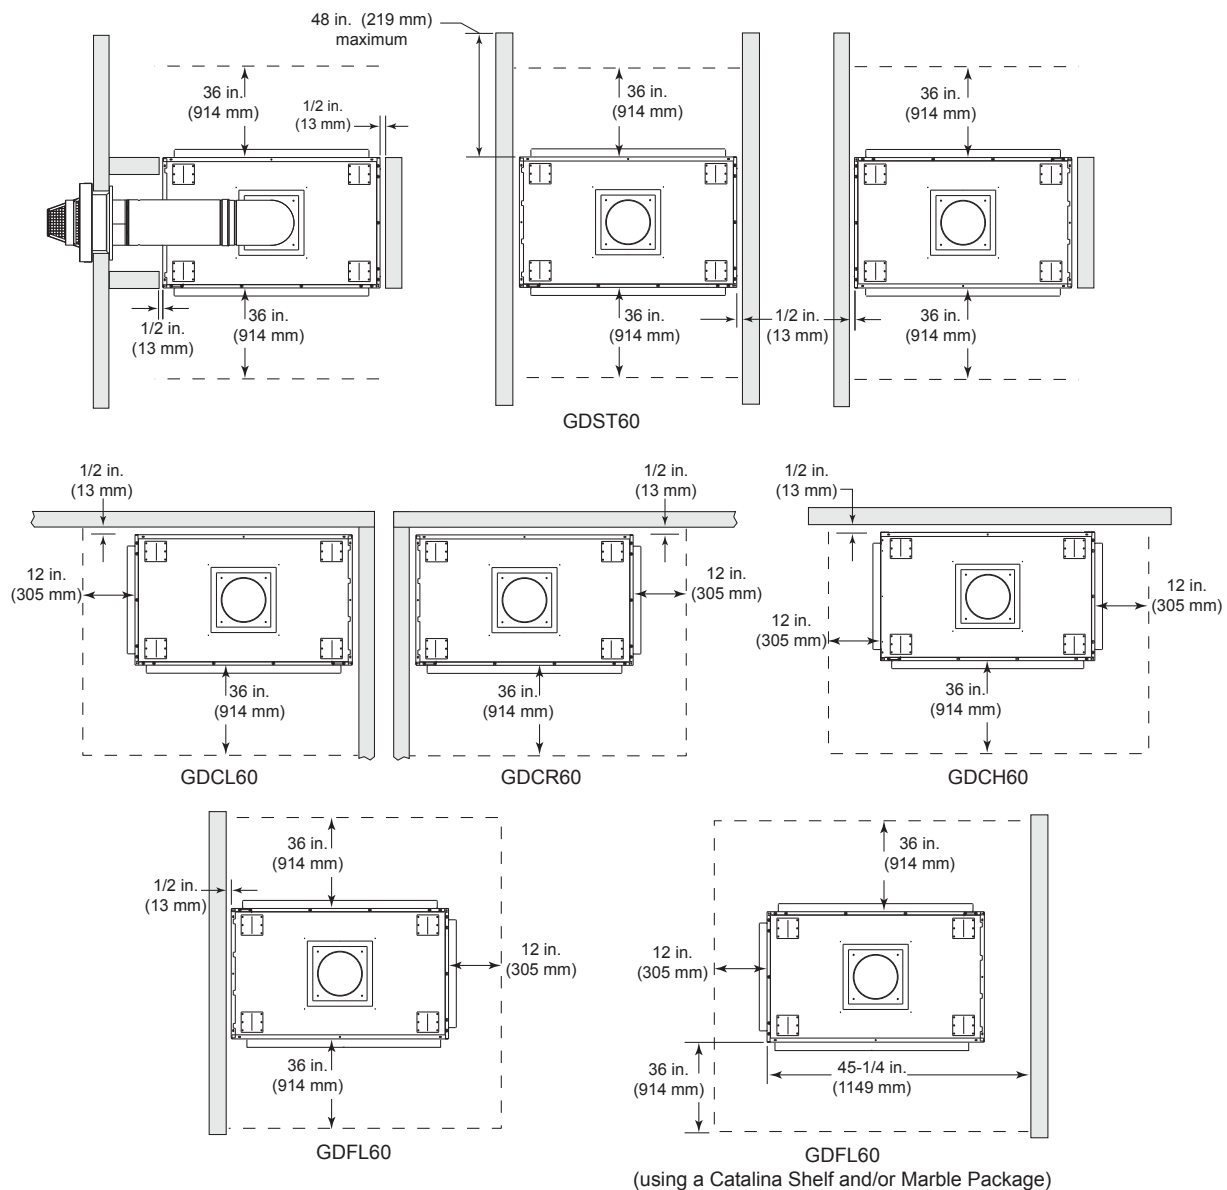 48 in. (219 mm)
maximum
36 in.
(914 mm)
1/2 in.
(13 mm)
36 in.
(914 mm)
36 in.
(914 mm)
1/2 in.
(13 mm)
36 in.
(914 mm)
36 in.
(914 mm)
1/2 in.
(13 mm)
36 in.
(914 mm)
GDST60
1/2 in.
(13 mm)
1/2 in.
(13 mm)
1/2 in.
(13 mm)
12 in.
(305 mm)
12 in.
(305 mm)
12 in.
(305 mm)
12 in.
(305 mm)
36 in.
(914 mm)
36 in.
(914 mm)
36 in.
(914 mm)
GDCL60
GDCR60
GDCH60
36 in.
(914 mm)
36 in.
(914 mm)
1/2 in.
(13 mm)
12 in.
(305 mm)
12 in.
(305 mm)
36 in.
(914 mm)
36 in.
(914 mm)
45-1/4 in.
(1149 mm)
GDFL60
GDFL60
(using a Catalina Shelf and/or Marble Package)